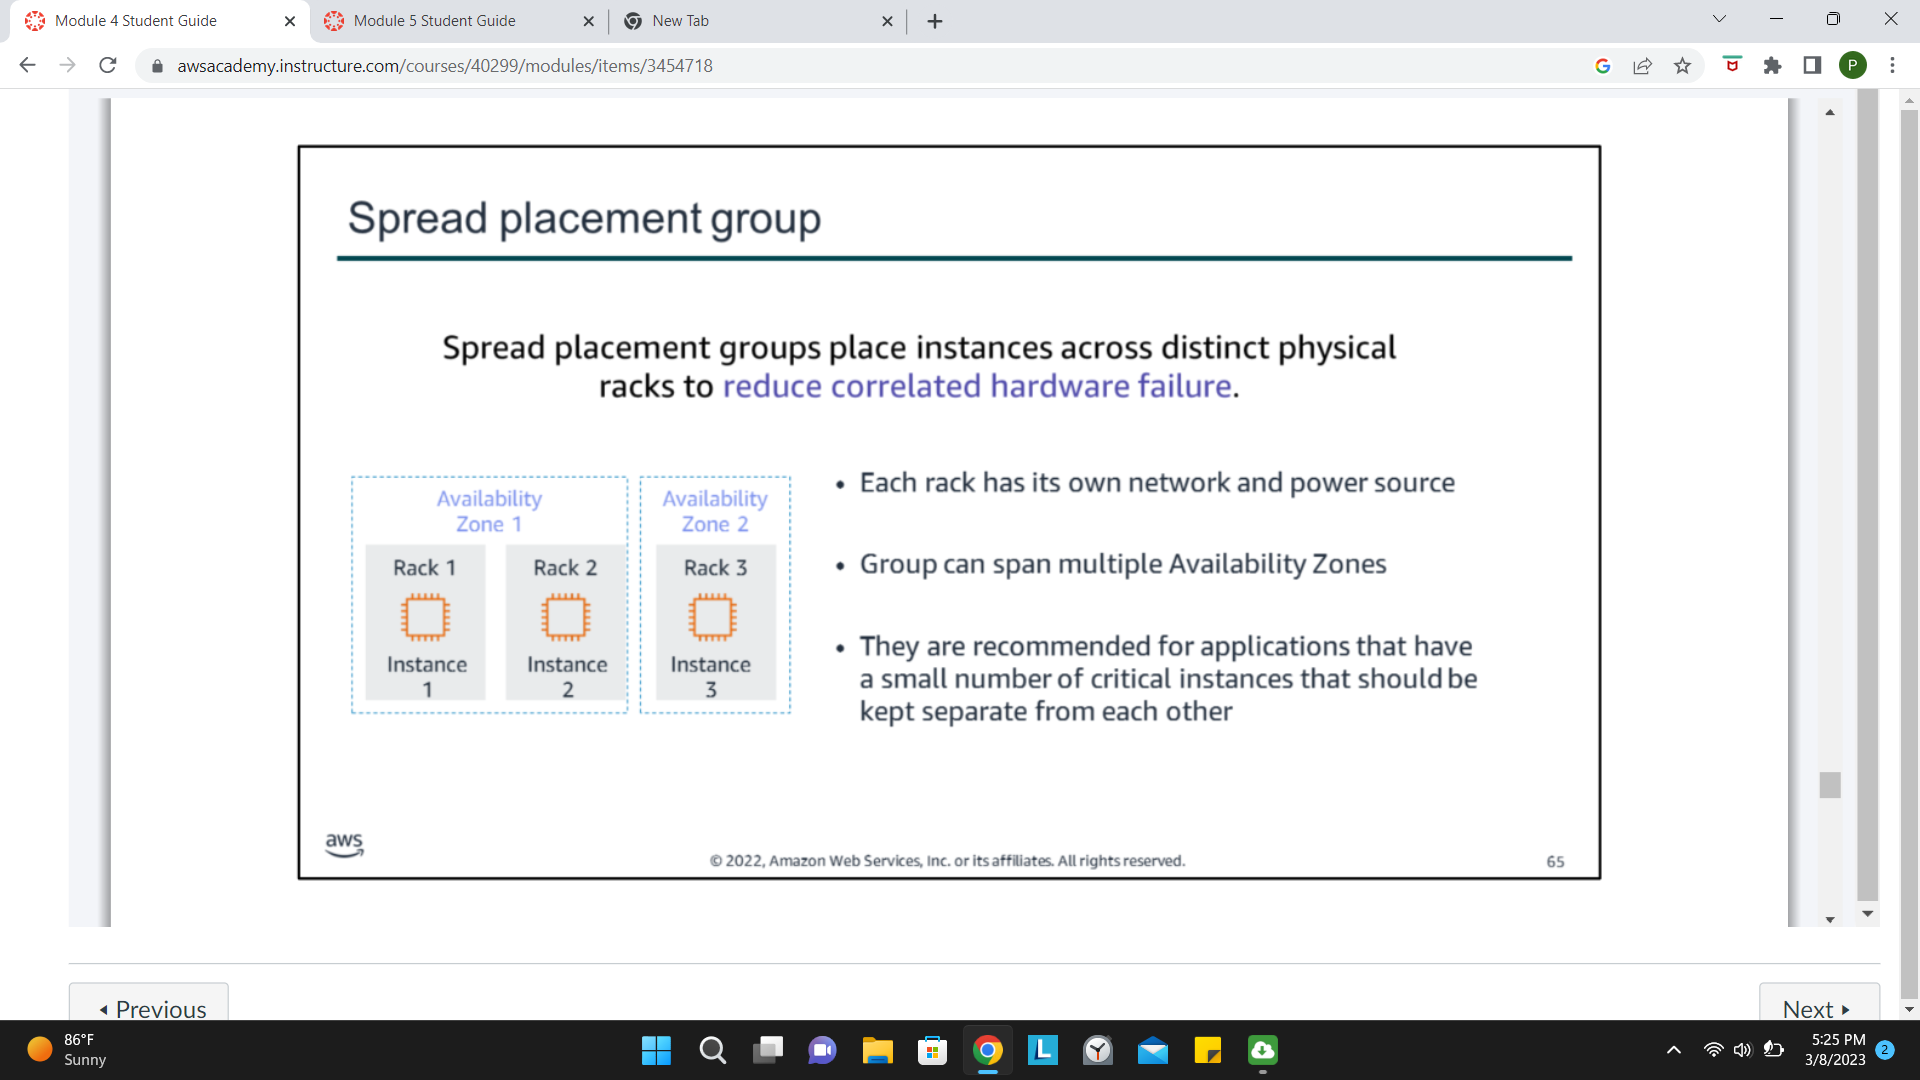 Module 4 Student Guide
Module 5 Student Guide
New Tab
awsacademy.instructure.com/courses/40299/modules/items/3454718
P
Spread placement group
Spread placement groups place instances across distinct physical
racks to reduce correlated hardware failure.
Availability
Zone 1
Rack 1
Instance
1
Rack 2
Instance
2
Availability
Zone 2
Rack 3
Instance
3
• Each rack has its own network and power source
• Group can span multiple Availability Zones
• They are recommended for applications that have
a small number of critical instances that should be
kept separate from each other
aws
© 2022, Amazon Web Services, Inc. or its affiliates. All rights reserved.
65
Previous
Next
86°F
Sunny
L
5:25 PM
3/8/2023
2